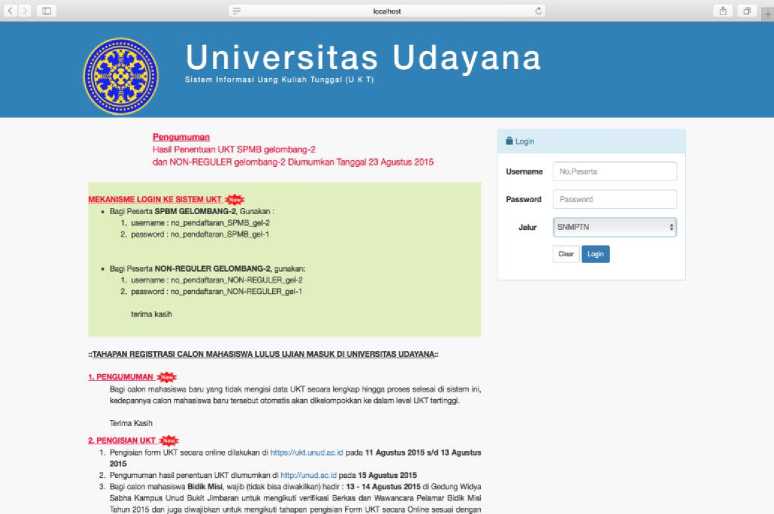 localhost
Universitas Udayana
Sistem Informasi Uang Kuliah Tunggal (U K T)
Pengumuman
Hasil Penentuan UKT SPMB gelombang-2
dan NON-REGULER gelombang-2 Diumumkan Tanggal 23 Agustus 2015
MEKANISME LOGIN KE SISTEM UKT New
• Bagi Peserta SPBM GELOMBANG-2, Gunakan :
1. username : no_pendaftaran_SPMB_gel-2
2. password : no_pendaftaran_SPMB_gel-1
• Bagi Peserta NON-REGULER GELOMBANG-2, gunakan:
1. username : no_pendaftaran_NON-REGULER_gel-2
2. password : no_pendaftaran_NON-REGULER_gel-1
terima kasih
::TAHAPAN REGISTRASI CALON MAHASISWA LULUS UJIAN MASUK DI UNIVERSITAS UDAYANA::
1. PENGUMUMAN New
Bagi calon mahasiswa baru yang tidak mengisi data UKT secara lengkap hingga proses selesai di sistem ini,
kedepannya calon mahasiswa baru tersebut otomatis akan dikelompokkan ke dalam level UKT tertinggi.
Terima Kasih
2. PENGISIAN UKT New
1. Pengisian form UKT secara online dilakukan di https://ukt.unud.ac.id pada 11 Agustus 2015 s/d 13 Agustus
2015
2. Pengumuman hasil penentuan UKT diumumkan di http://unud.ac.id pada 15 Agustus 2015
3. Bagi calon mahasiswa Bidik Misi, wajib (tidak bisa diwakilkan) hadir : 13 - 14 Agustus 2015 di Gedung Widya
Sabha Kampus Unud Bukit Jimbaran untuk mengikuti verifikasi Berkas dan Wawancara Pelamar Bidik Misi
Tahun 2015 dan juga diwajibkan untuk mengikuti tahapan pengisian Form UKT secara Online sesuai dengan
Login
Username No.Peserta
Password Password
Jalur SNMPTN
Clear Login